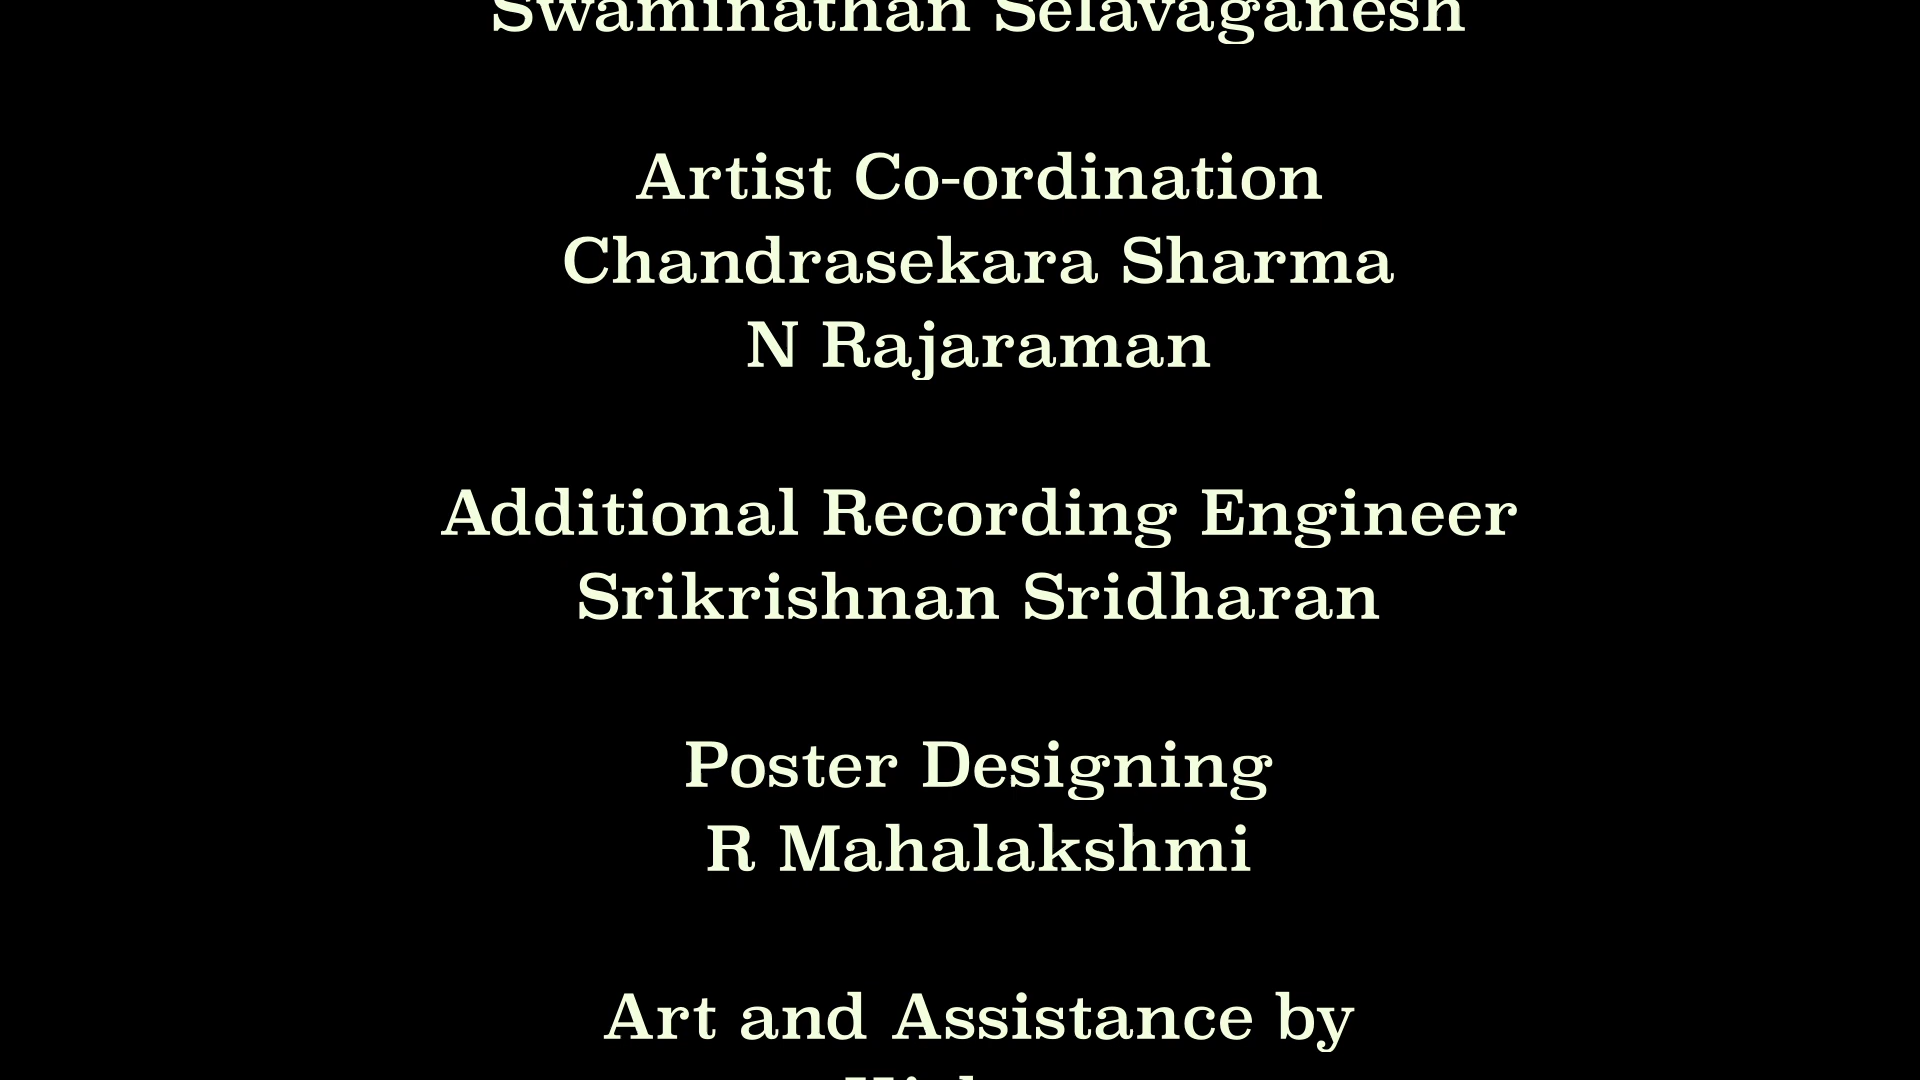 Swaminathan Selavaganesh
Artist Co-ordination
Chandrasekara Sharma
N Rajaraman
Additional Recording Engineer
Srikrishnan Sridharan
Poster Designing
R Mahalakshmi
Art and Assistance by